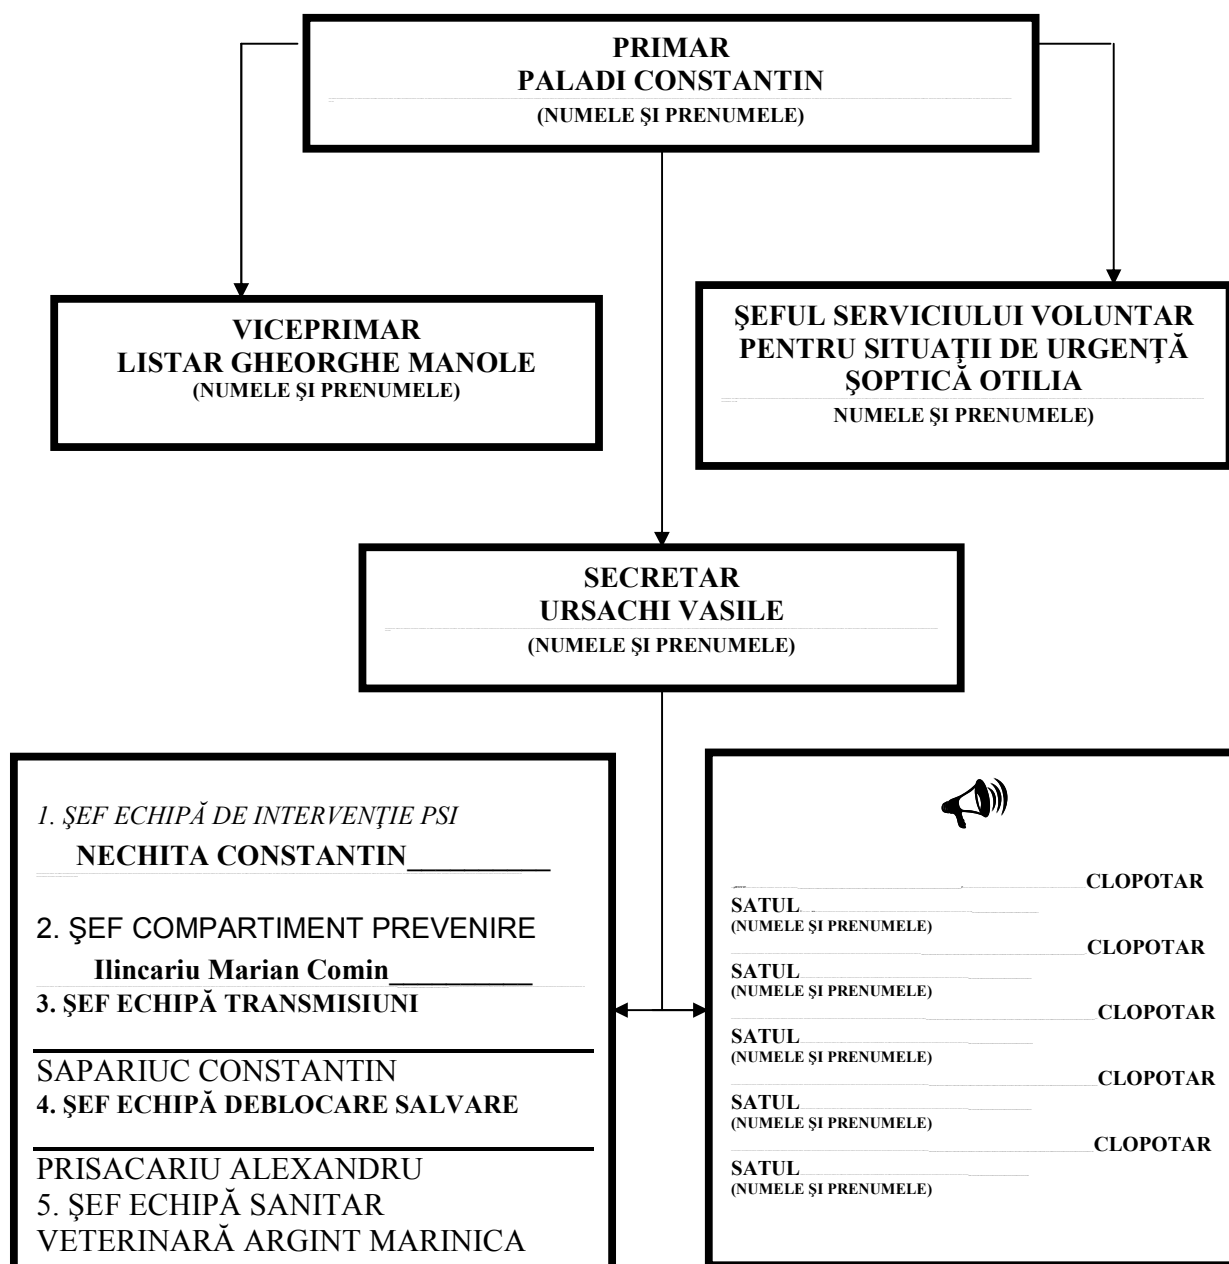 PRIMAR
PALADI CONSTANTIN
(NUMELE ŞI PRENUMELE)
VICEPRIMAR
LISTAR GHEORGHE MANOLE
(NUMELE ŞI PRENUMELE)
ŞEFUL SERVICIULUI VOLUNTAR
PENTRU SITUAŢII DE URGENŢĂ
ŞOPTICĂ OTILIA
NUMELE ŞI PRENUMELE)
SECRETAR
URSACHI VASILE
(NUMELE ŞI PRENUMELE)
1. ŞEF ECHIPĂ DE INTERVENŢIE PSI
NECHITA CONSTANTIN__________
2. ŞEF COMPARTIMENT PREVENIRE
Ilincariu Marian Comin__________
3. ŞEF ECHIPĂ TRANSMISIUNI
SAPARIUC CONSTANTIN
4. ŞEF ECHIPĂ DEBLOCARE SALVARE
PRISACARIU ALEXANDRU
5. ŞEF ECHIPĂ SANITAR
VETERINARĂ ARGINT MARINICA
CLOPOTAR
SATUL
(NUMELE ŞI PRENUMELE)
CLOPOTAR
SATUL
(NUMELE ŞI PRENUMELE)
CLOPOTAR
SATUL
(NUMELE ŞI PRENUMELE)
CLOPOTAR
SATUL
(NUMELE ŞI PRENUMELE)
CLOPOTAR
SATUL
(NUMELE ŞI PRENUMELE)